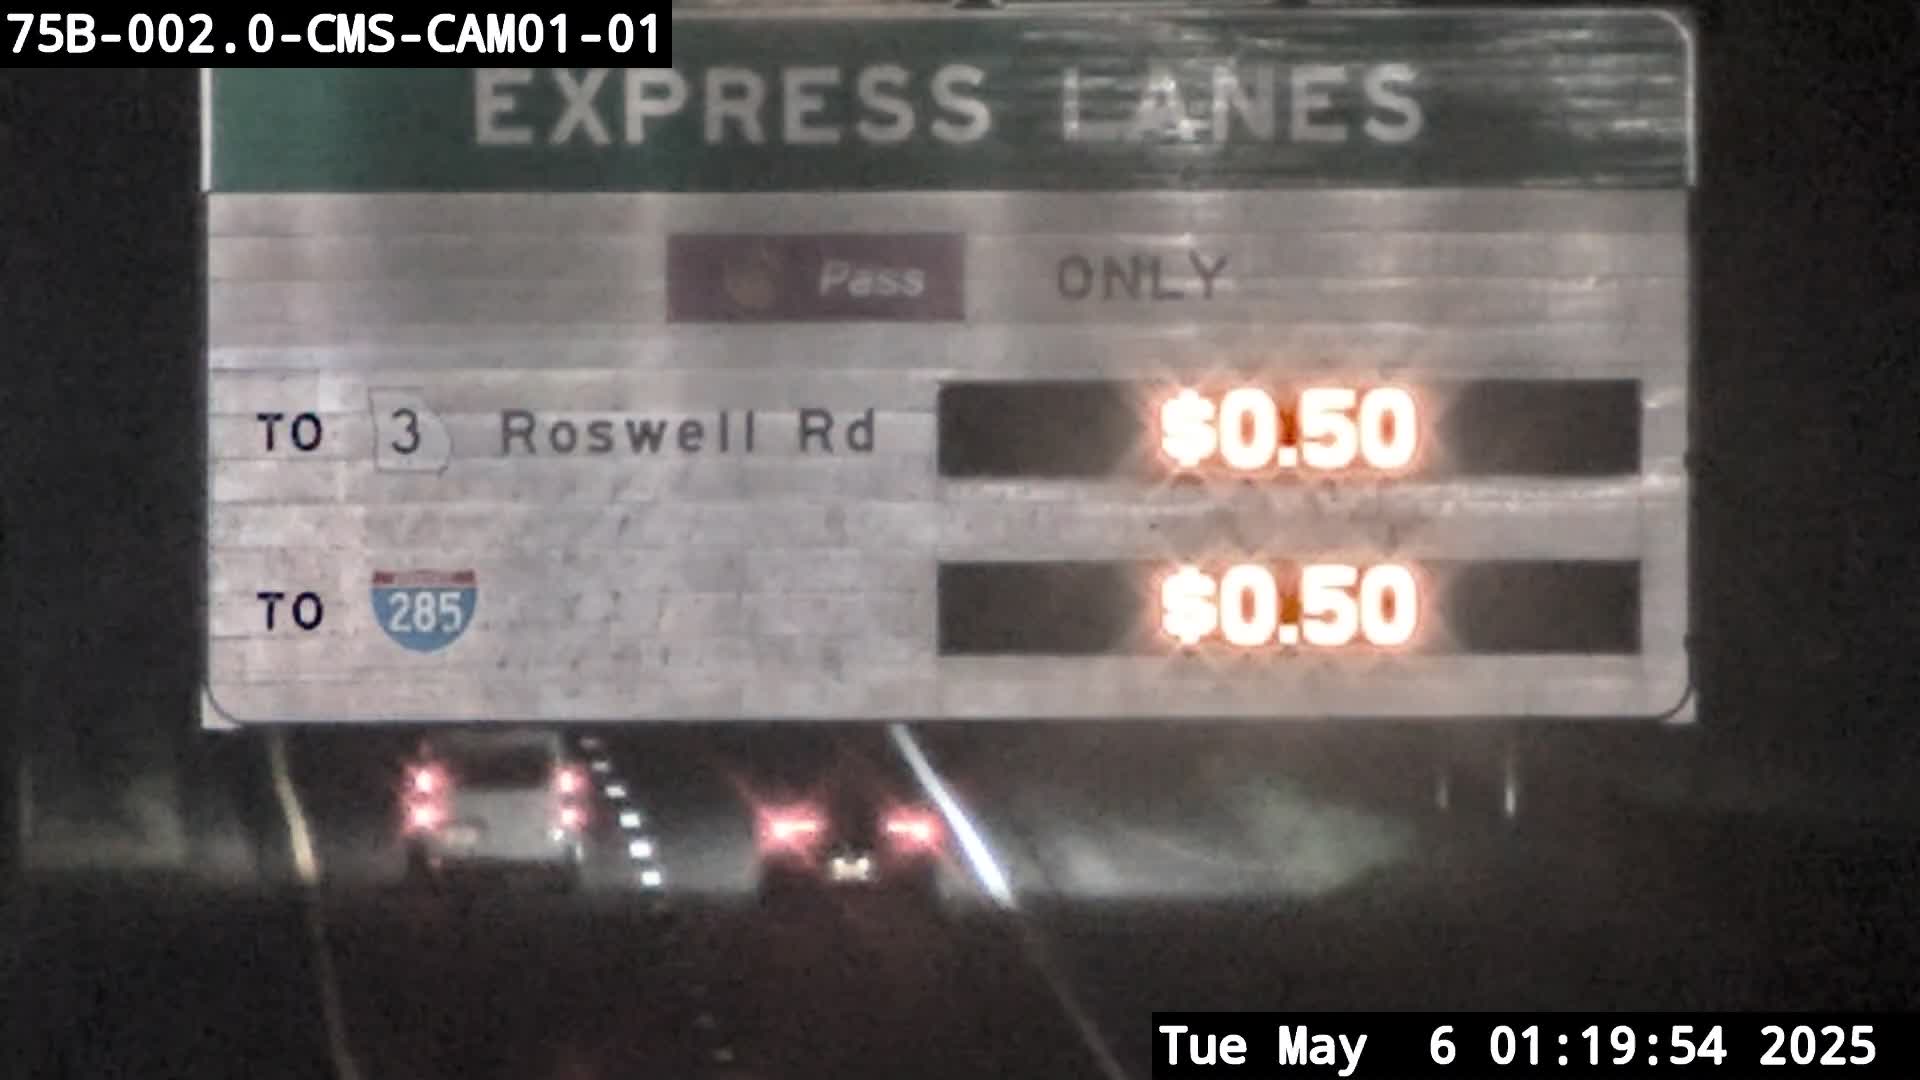 75B-002.0-CMS-CAM01-01
EXPRESS LANES
Pass ONLY
TO 3 Roswell Rd $0.50
TO 285 $0.50
Tue May 6 01:19:54 2025